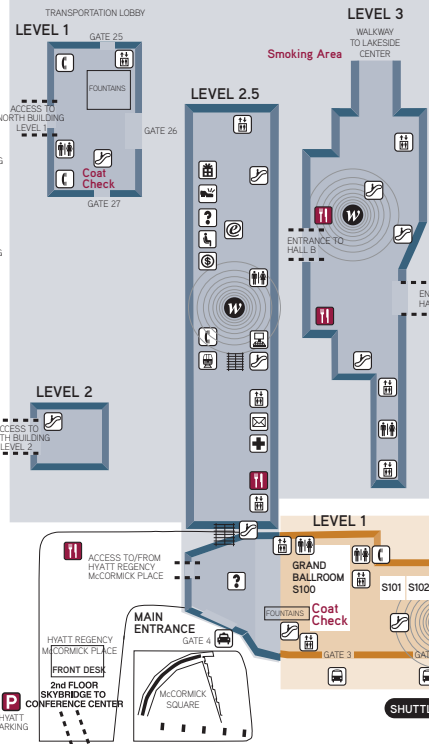 TRANSPORTATION LOBBY
LEVEL 1
GATE 25
FOUNTAINS
ACCESS TO
NORTH BUILDING
LEVEL 1
GATE 26
Coat
Check
GATE 27
LEVEL 2
ACCESS TO
NORTH BUILDING
LEVEL 2
LEVEL 2.5
?
e
$
w
LEVEL 3
WALKWAY
TO LAKESIDE
CENTER
Smoking Area
w
ENTRANCE TO
HALL B
EN
HA
LEVEL 1
ACCESS TO/FROM
HYATT REGENCY
McCORMICK PLACE
?
GRAND
BALLROOM
S100
S101
S102
FOUNTAINS
Coat
Check
MAIN
ENTRANCE
GATE 4
GATE 3
GAT
HYATT REGENCY
McCORMICK PLACE
FRONT DESK
2nd FLOOR
SKYBRIDGE TO
CONFERENCE CENTER
McCORMICK
SQUARE
P
HYATT
PARKING
SHUTTL